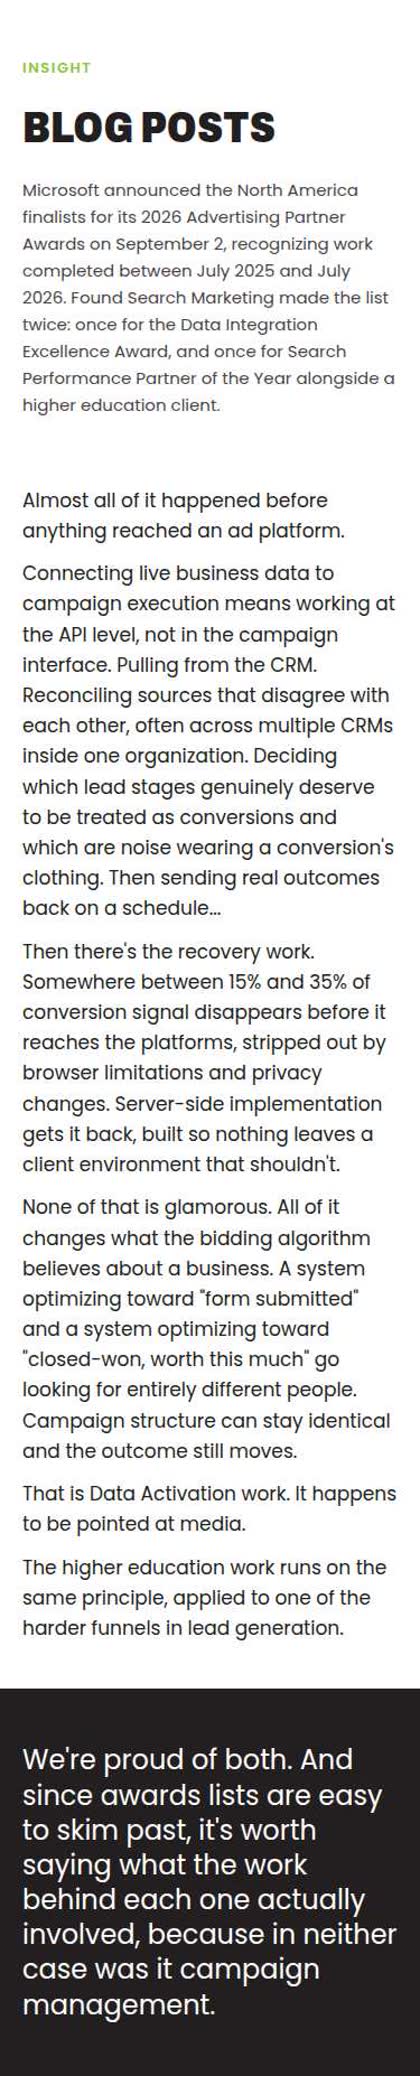 INSIGHT
BLOG POSTS
Microsoft announced the North America
finalists for its 2026 Advertising Partner
Awards on September 2, recognizing work
completed between July 2025 and July
2026. Found Search Marketing made the list
twice: once for the Data Integration
Excellence Award, and once for Search
Performance Partner of the Year alongside a
higher education client.
Almost all of it happened before
anything reached an ad platform.
Connecting live business data to
campaign execution means working at
the API level, not in the campaign
interface. Pulling from the CRM.
Reconciling sources that disagree with
each other, often across multiple CRMs
inside one organization. Deciding
which lead stages genuinely deserve
to be treated as conversions and
which are noise wearing a conversion's
clothing. Then sending real outcomes
back on a schedule...
Then there's the recovery work.
Somewhere between 15% and 35% of
conversion signal disappears before it
reaches the platforms, stripped out by
browser limitations and privacy
changes. Server-side implementation
gets it back, built so nothing leaves a
client environment that shouldn't.
None of that is glamorous. All of it
changes what the bidding algorithm
believes about a business. A system
optimizing toward "form submitted"
and a system optimizing toward
"closed-won, worth this much" go
looking for entirely different people.
Campaign structure can stay identical
and the outcome still moves.
That is Data Activation work. It happens
to be pointed at media.
The higher education work runs on the
same principle, applied to one of the
harder funnels in lead generation.
We're proud of both. And
since awards lists are easy
to skim past, it's worth
saying what the work
behind each one actually
involved, because in neither
case was it campaign
management.